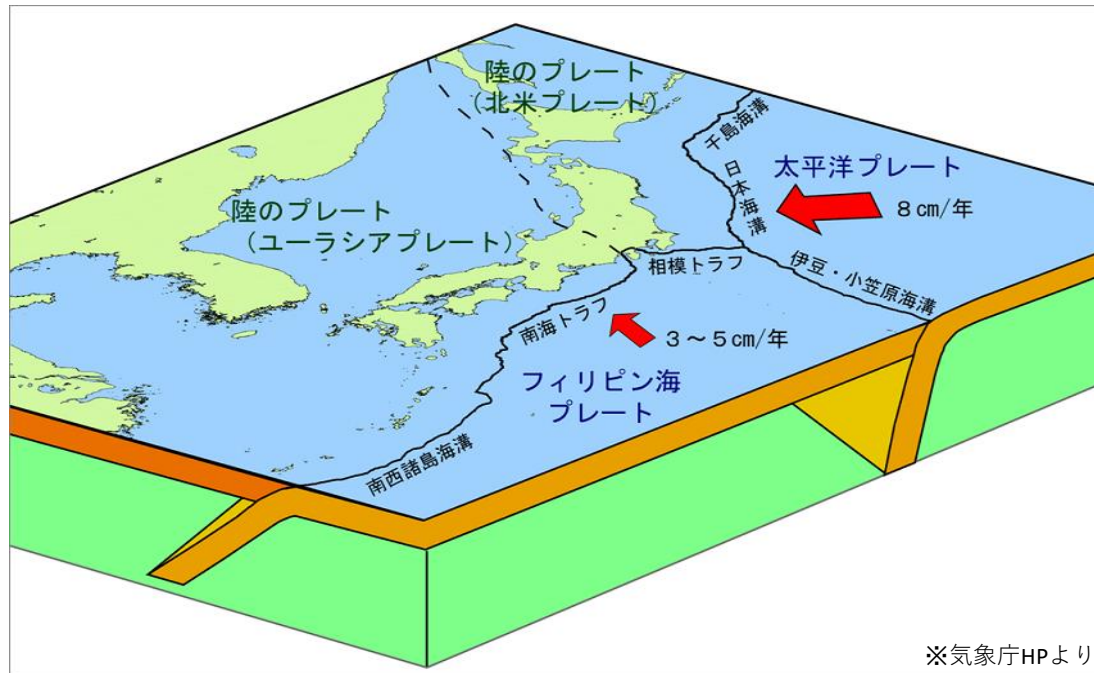 陸のプレート
（北米プレート）
千島海溝
太平洋プレート
日本海溝
8cm/年
陸のプレート
（ユーラシアプレート）
相模トラフ
伊豆・小笠原海溝
南海トラフ
3～5cm/年
フィリピン海
プレート
南西諸島海溝
※気象庁HPより